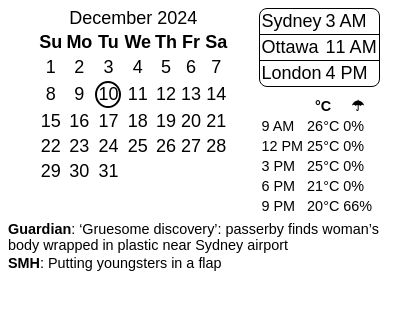 December 2024
Su Mo Tu We Th Fr Sa
1 2 3 4 5 6 7
8 9 10 11 12 13 14
15 16 17 18 19 20 21
22 23 24 25 26 27 28
29 30 31
Sydney 3 AM
Ottawa 11 AM
London 4 PM
°C ☂
9 AM 26°C 0%
12 PM 25°C 0%
3 PM 25°C 0%
6 PM 21°C 0%
9 PM 20°C 66%
Guardian: ‘Gruesome discovery’: passerby finds woman’s
body wrapped in plastic near Sydney airport
SMH: Putting youngsters in a flap